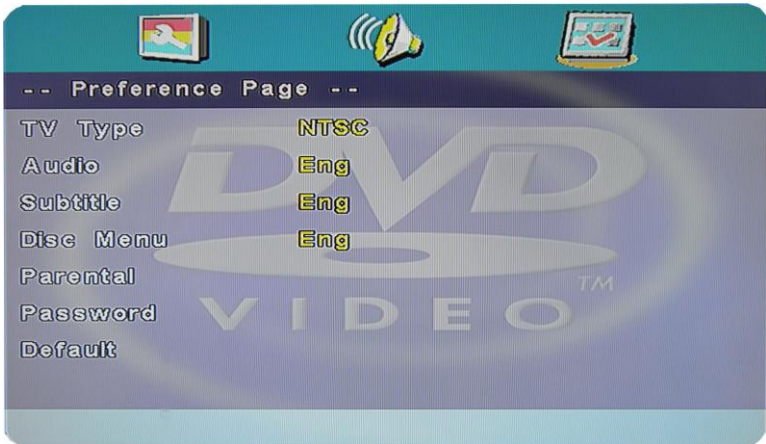 -- Preference Page --
TV Type NTSC
Audio Eng
Subtitle Eng
Disc Menu Eng
Parental
Password
Default
DVD
VIDEO
TM